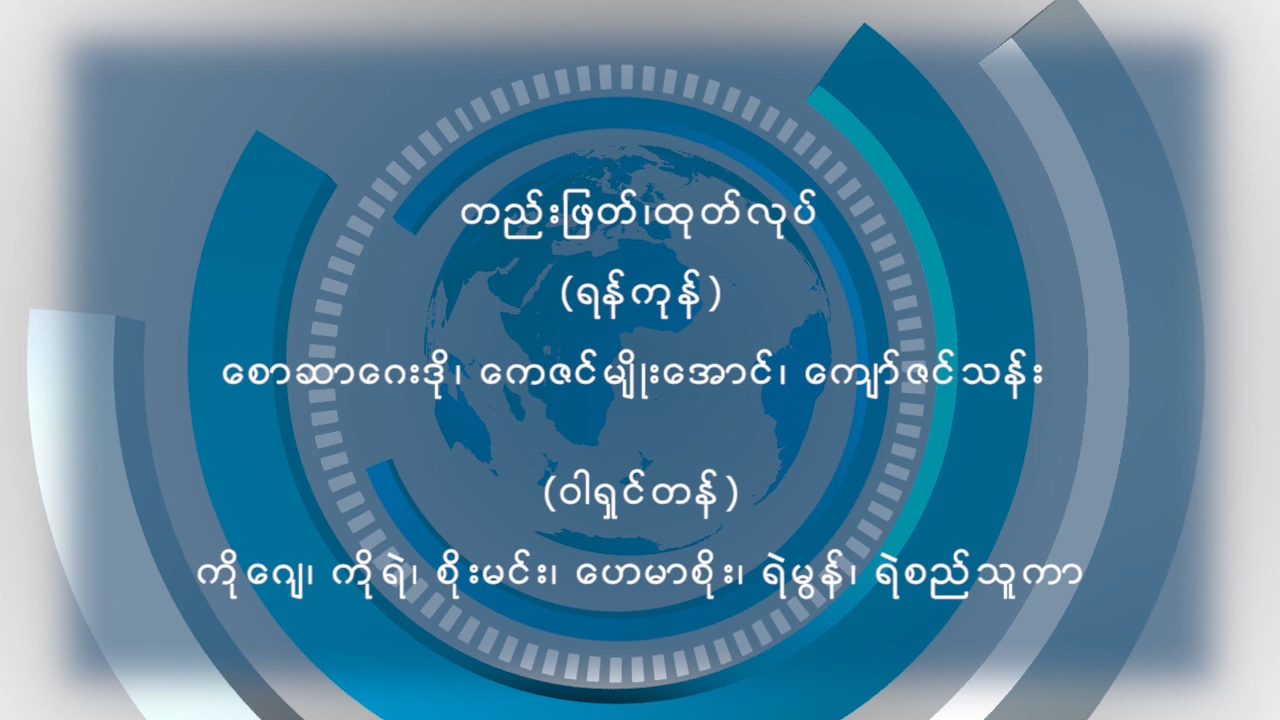 တည်းဖြတ်၊ထုတ်လုပ်
(ရန်ကုန်)
စောဆာဂေးဒို၊ ကေဇင်မျိုးအောင်၊ ကျော်ဇင်သန်း
(ဝါရှင်တန်)
ကိုဂျေ၊ ကိုရဲ၊ စိုးမင်း၊ ဟေမာစိုး၊ ရဲမွန်၊ ရဲစည်သူကာ